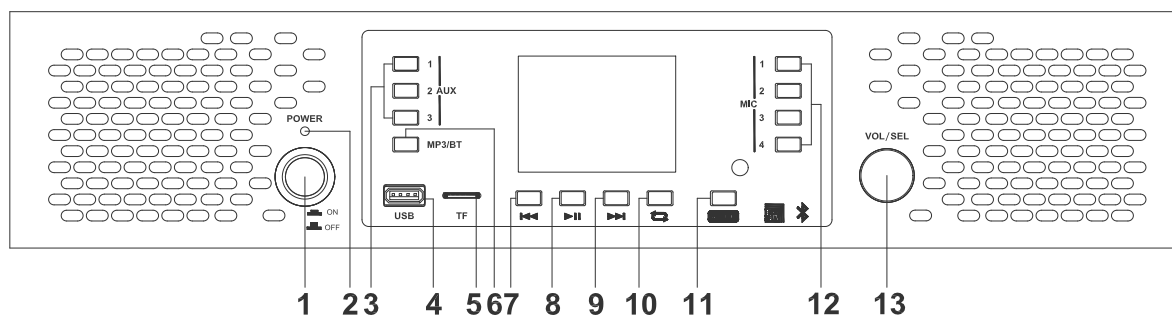 POWER
ON
OFF
1
2
3
AUX
MP3/BT
USB
TF
MIC
1
2
3
4
VOL/SEL
1 2 3 4 5 6 7 8 9 10 11 12 13